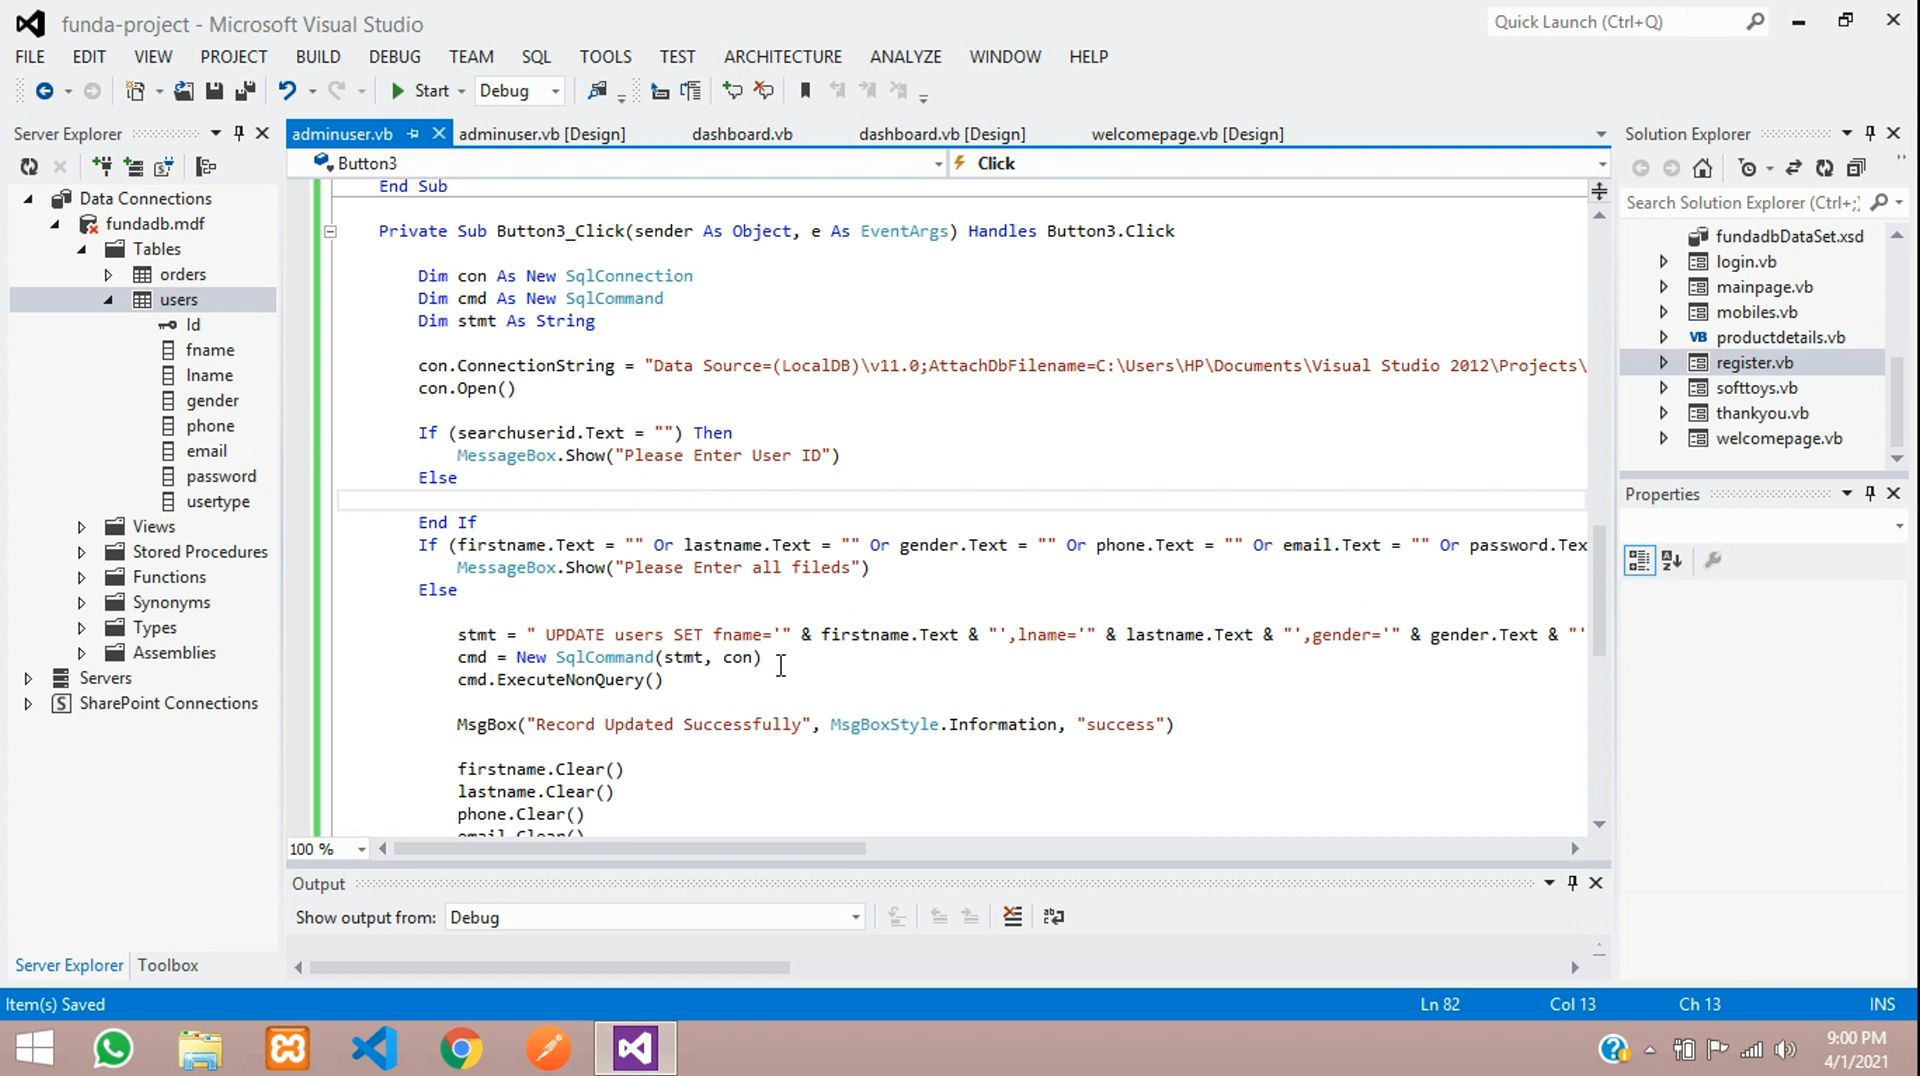 funda-project - Microsoft Visual Studio
Quick Launch (Ctrl+Q)
FILE EDIT VIEW PROJECT BUILD DEBUG TEAM SQL TOOLS TEST ARCHITECTURE ANALYZE WINDOW HELP
Start Debug
Server Explorer
Data Connections
fundadb.mdf
Tables
orders
users
Id
fname
lname
gender
phone
email
password
usertype
Views
Stored Procedures
Functions
Synonyms
Types
Assemblies
Servers
SharePoint Connections
Server Explorer Toolbox
adminuser.vb adminuser.vb [Design] dashboard.vb dashboard.vb [Design] welcomepage.vb [Design]
Button3 Click
End Sub
Private Sub Button3_Click(sender As Object, e As EventArgs) Handles Button3.Click
Dim con As New SqlConnection
Dim cmd As New SqlCommand
Dim stmt As String
con.ConnectionString = "Data Source=(LocalDB)\v11.0;AttachDbFilename=C:\Users\HP\Documents\Visual Studio 2012\Projects\
con.Open()
If (searchuserid.Text = "") Then
MessageBox.Show("Please Enter User ID")
Else
End If
If (firstname.Text = "" Or lastname.Text = "" Or gender.Text = "" Or phone.Text = "" Or email.Text = "" Or password.Tex
MessageBox.Show("Please Enter all fileds")
Else
stmt = " UPDATE users SET fname='" & firstname.Text & "',lname='" & lastname.Text & "',gender='" & gender.Text & "'
cmd = New SqlCommand(stmt, con)
cmd.ExecuteNonQuery()
MsgBox("Record Updated Successfully", MsgBoxStyle.Information, "success")
firstname.Clear()
lastname.Clear()
phone.Clear()
email.Clear()
100 %
Output
Show output from: Debug
Solution Explorer
Search Solution Explorer (Ctrl+;)
fundadbDataSet.xsd
login.vb
mainpage.vb
mobiles.vb
VB productdetails.vb
register.vb
softtoys.vb
thankyou.vb
welcomepage.vb
Properties
Item(s) Saved Ln 82 Col 13 Ch 13 INS
9:00 PM
4/1/2021